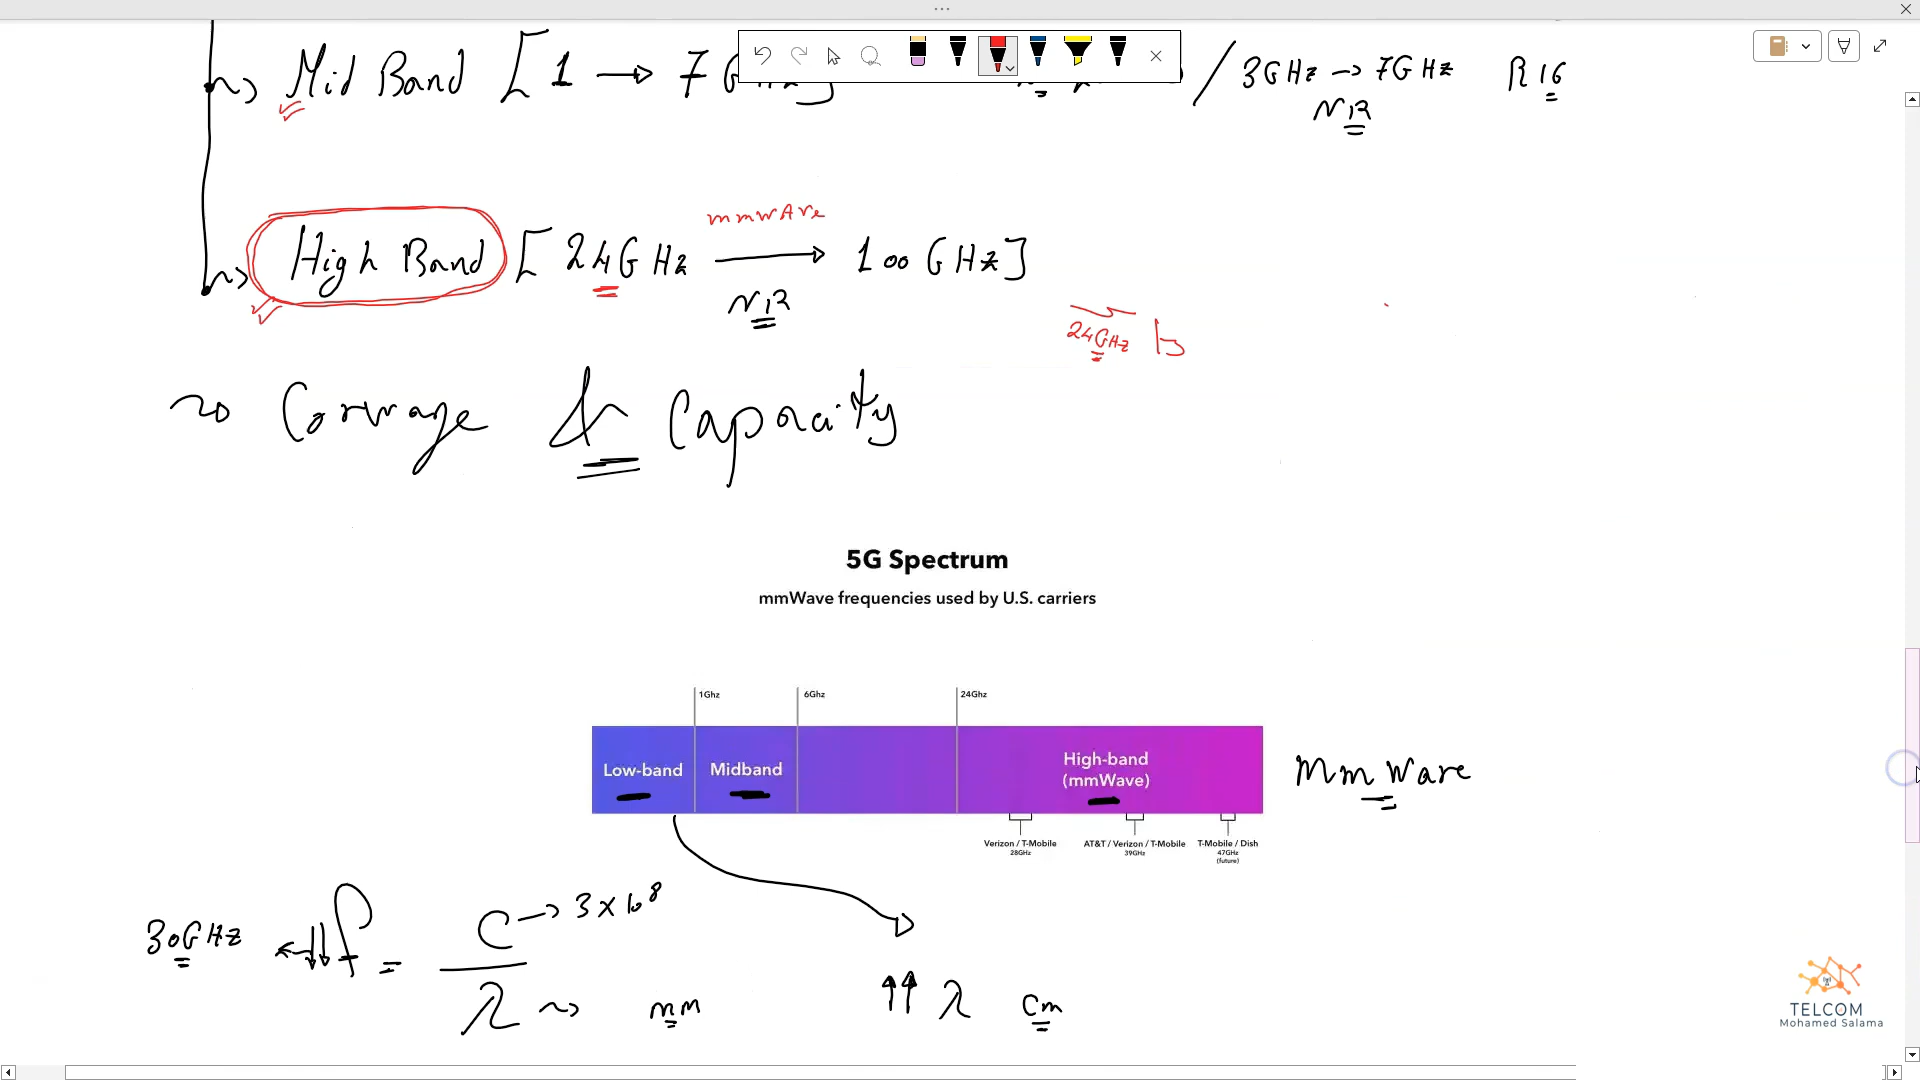 Mid Band [1 → 7 G
/ 3GHz → 7GHz R16
NR
mmWAve
High Band [24GHz → 100GHz]
NR
24GHz
Coverage & Capacity
5G Spectrum
mmWave frequencies used by U.S. carriers
1Ghz 6Ghz 24Ghz
Low-band Midband High-band
(mmWave)
Mm Wave
Verizon / T-Mobile AT&T / Verizon / T-Mobile T-Mobile / Dish
28GHz 39GHz 47GHz
(future)
C → 3 × 10⁸
30GHz ← ↓↓ f =
λ mm ↑↑ λ cm
TELCOM
Mohamed Salama